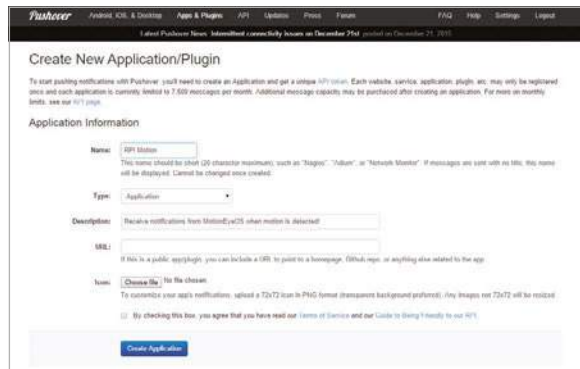 Pushover Android, iOS, & Desktop Apps & Plugins API Updates Press Forum FAQ Help Settings Logout
Latest Pushover News: Intermittent connectivity issues on December 21st posted on December 21, 2015
Create New Application/Plugin
To start pushing notifications with Pushover, you'll need to create an Application and get a unique API token. Each website, service, application, plugin, etc. may only be registered
once and each application is currently limited to 7,500 messages per month. Additional message capacity may be purchased after creating an application. For more on monthly
limits, see our API page.
Application Information
Name: RPI Motion
This name should be short (20 character maximum), such as "Nagios", "Adium", or "Network Monitor". If messages are sent with no title, this name
will be displayed. Cannot be changed once created.
Type: Application
Description: Receive notifications from MotionEyeOS when motion is detected!
URL:
If this is a public app/plugin, you can include a URL to point to a homepage, Github repo, or anything else related to the app.
Icon: Choose file No file chosen
To customize your app's notifications, upload a 72x72 icon in PNG format (transparent background preferred). Any images not 72x72 will be resized.
By checking this box, you agree that you have read our Terms of Service and our Guide to Being Friendly to our API.
Create Application